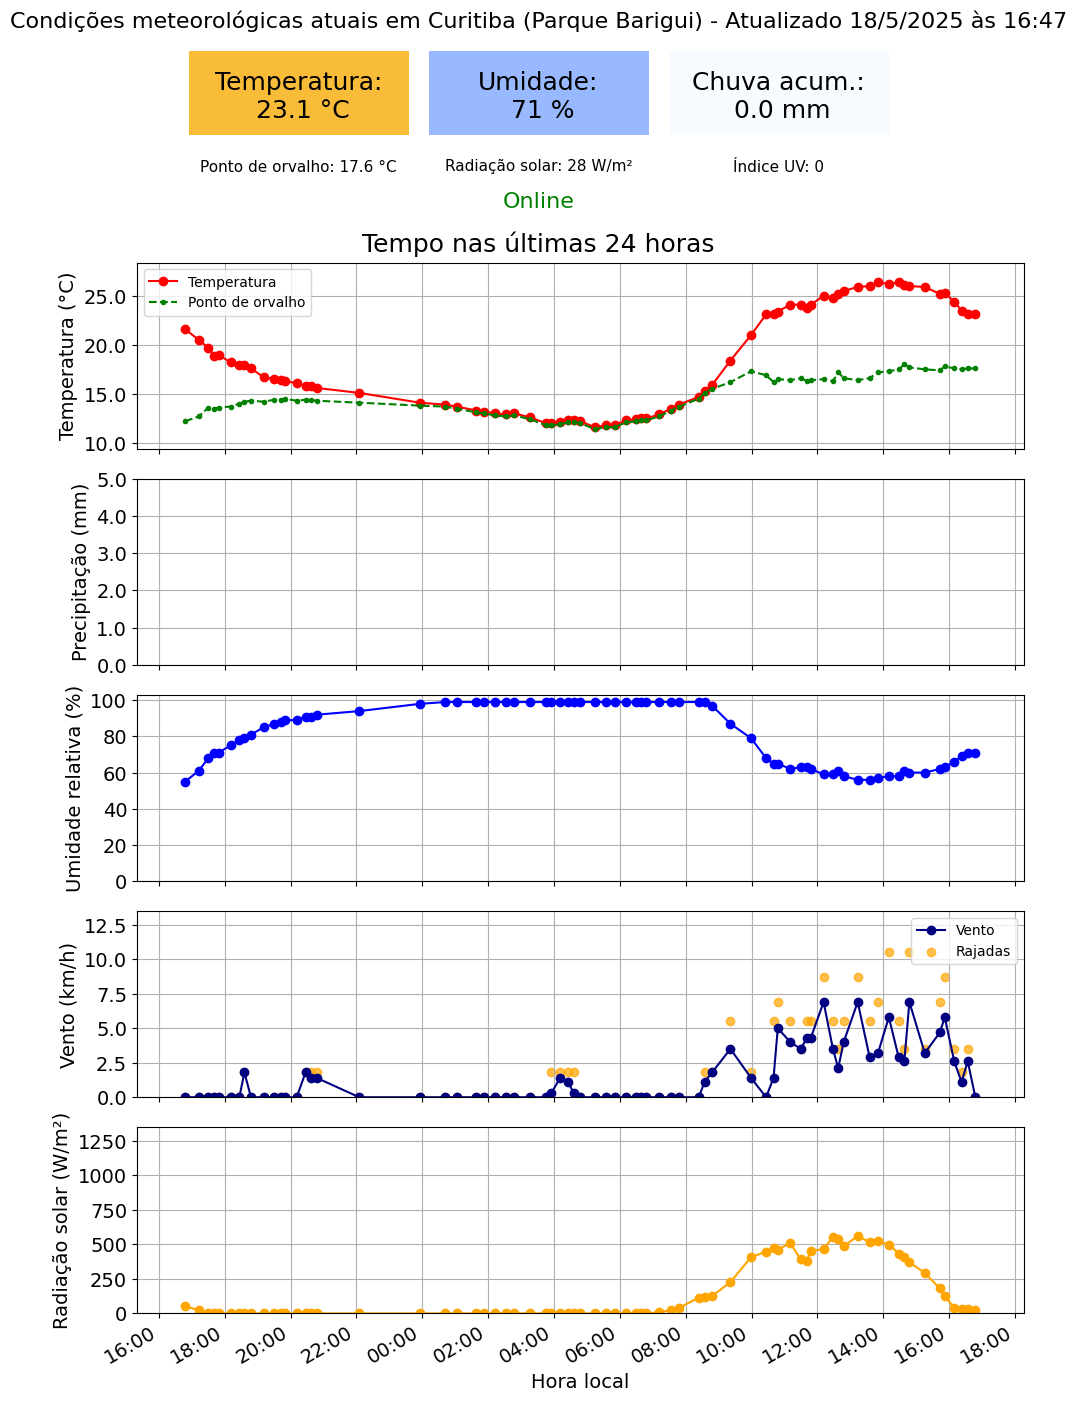 Condições meteorológicas atuais em Curitiba (Parque Barigui) - Atualizado 18/5/2025 às 16:47
Temperatura:
23.1 °C
Umidade:
71 %
Chuva acum.:
0.0 mm
Ponto de orvalho: 17.6 °C
Radiação solar: 28 W/m²
Índice UV: 0
Online
Tempo nas últimas 24 horas
Temperatura (°C)
25.0
20.0
15.0
10.0
Temperatura
Ponto de orvalho
Precipitação (mm)
5.0
4.0
3.0
2.0
1.0
0.0
Umidade relativa (%)
100
80
60
40
20
0
Vento (km/h)
12.5
10.0
7.5
5.0
2.5
0.0
Vento
Rajadas
Radiação solar (W/m²)
1250
1000
750
500
250
0
16:00
18:00
20:00
22:00
00:00
02:00
04:00
06:00
08:00
10:00
12:00
14:00
16:00
18:00
Hora local